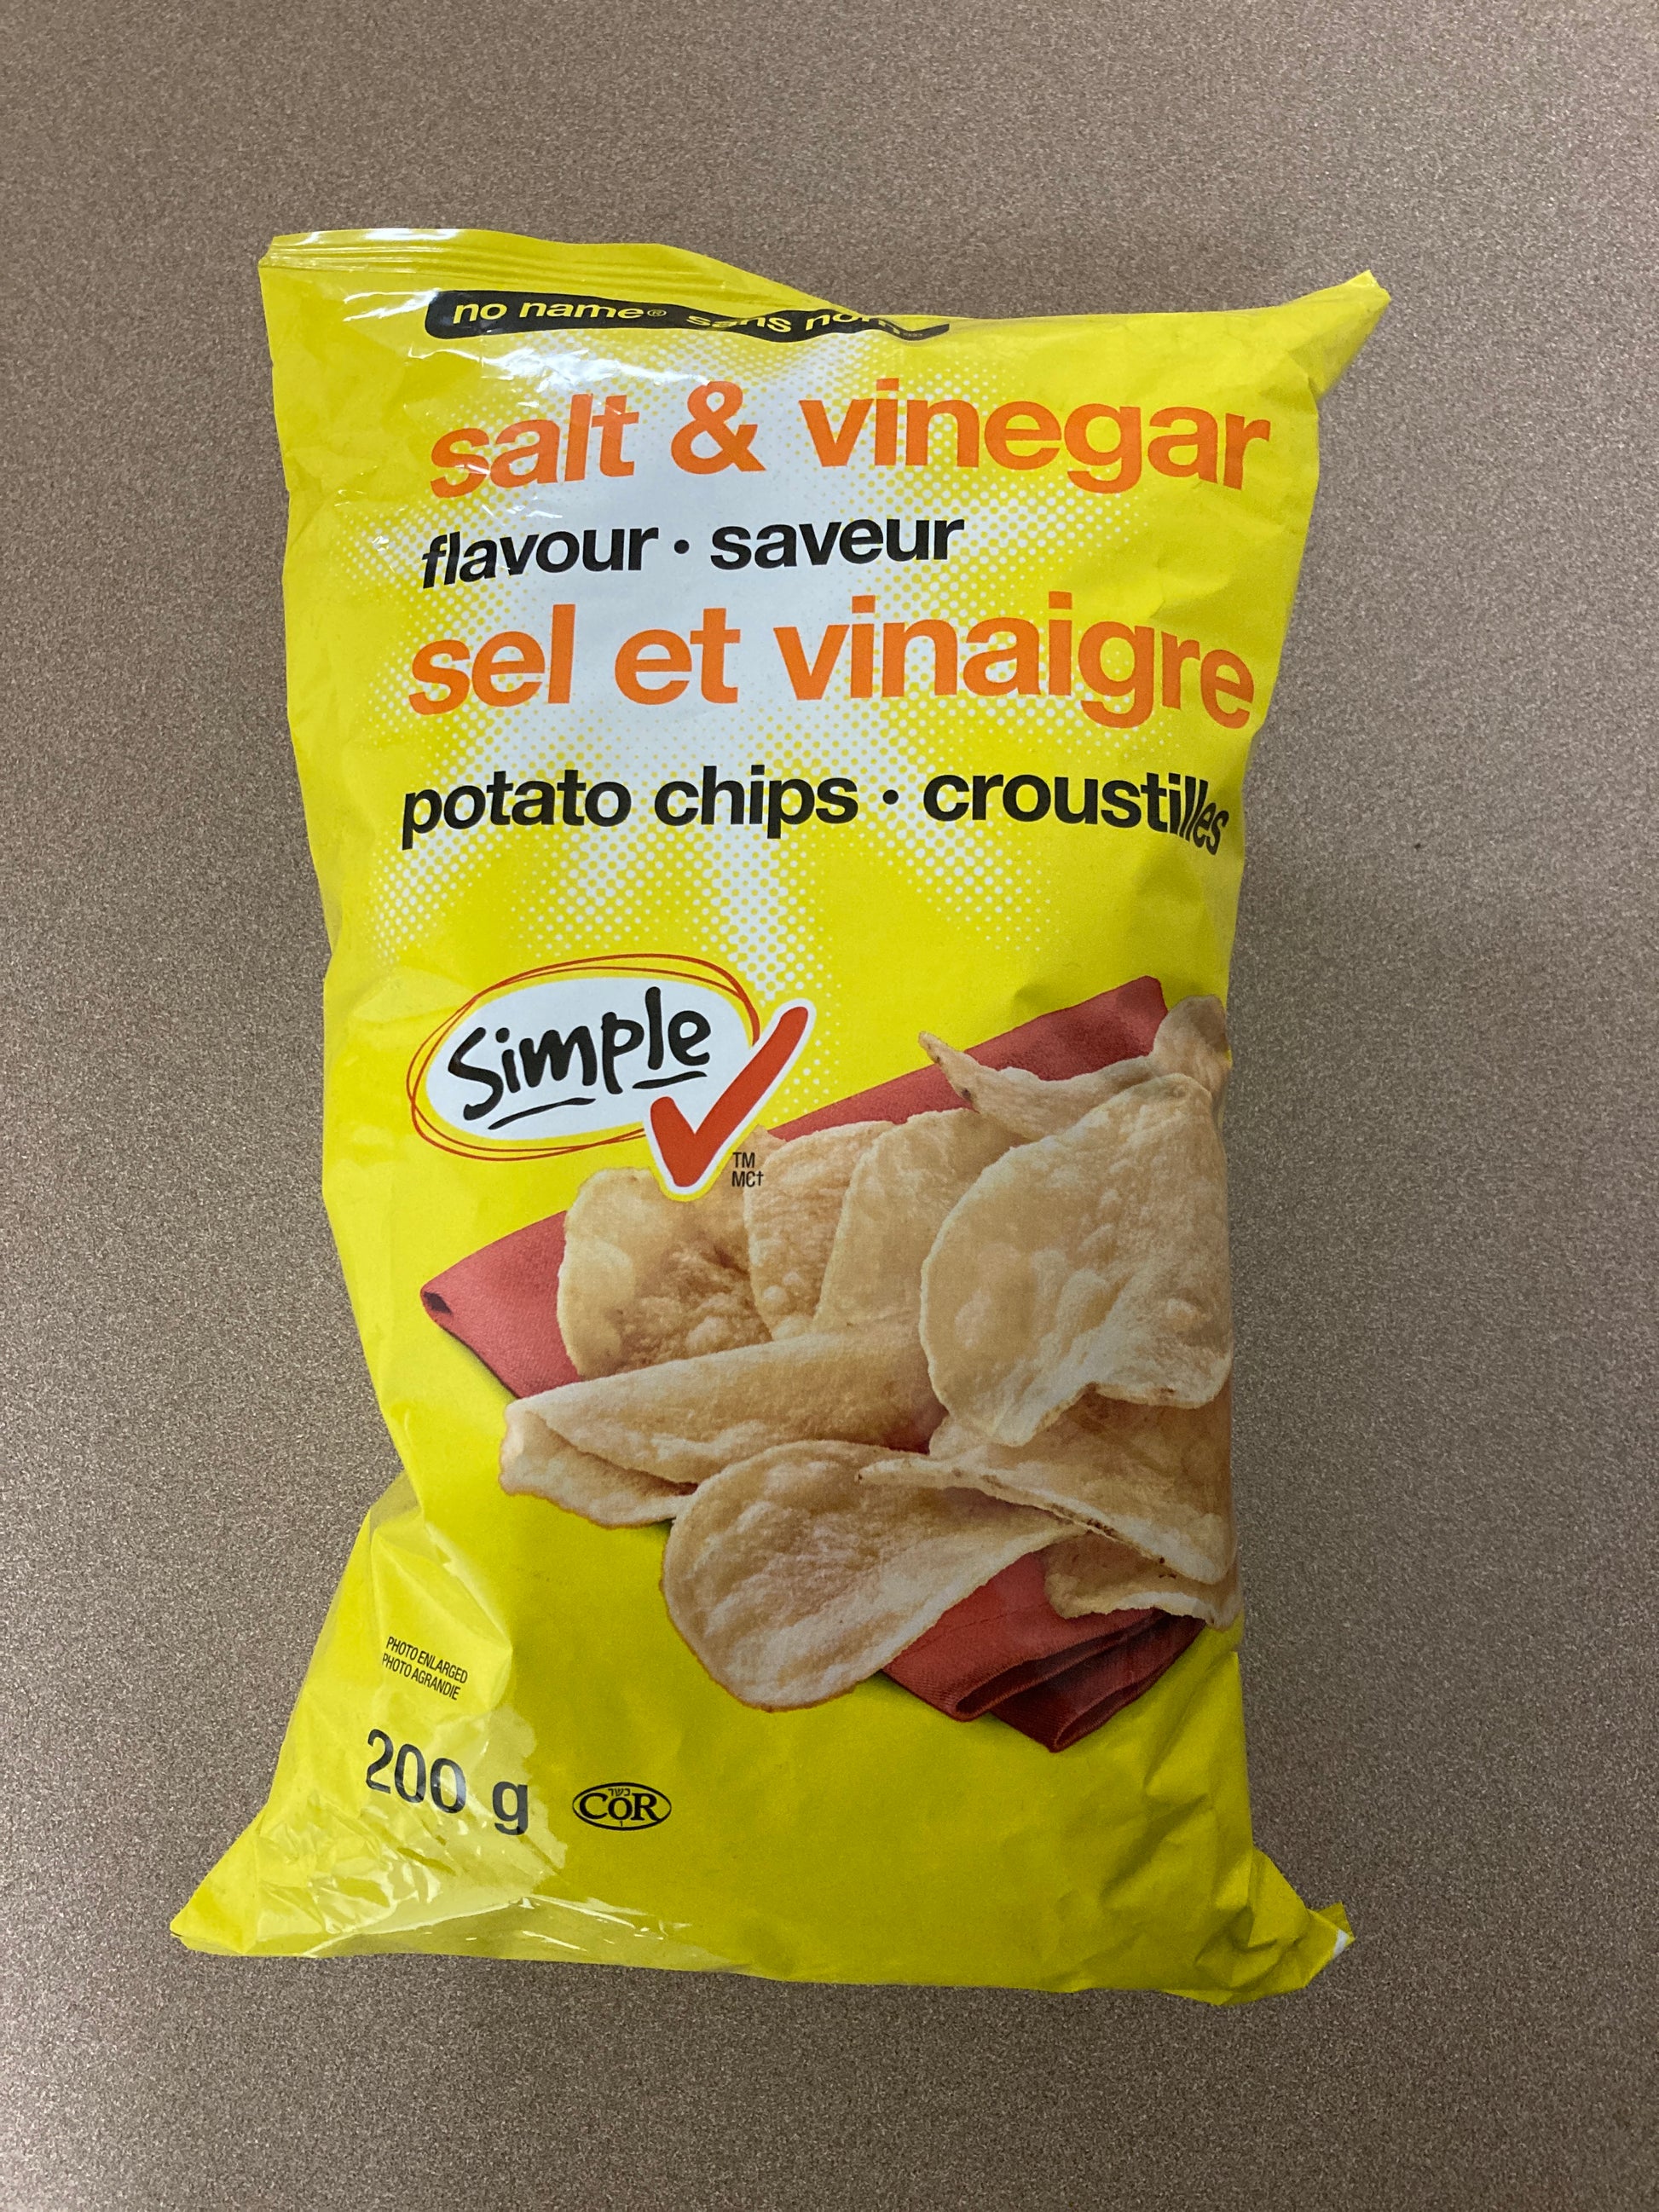 no name® sans nom
salt & vinegar
flavour • saveur
sel et vinaigre
potato chips • croustilles
Simple
TM
MC†
PHOTO ENLARGED
PHOTO AGRANDIE
200 g
כשר
COR